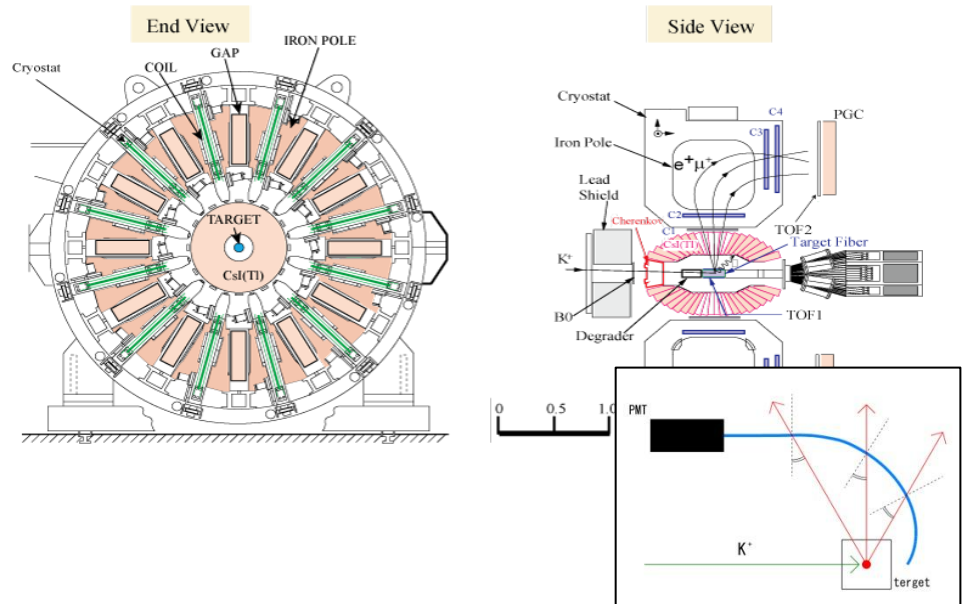 End View
Side View
IRON POLE
GAP
COIL
Cryostat
TARGET
CsI(Tl)
Cryostat
C4
C3
PGC
Iron Pole
e+μ+
Lead
Shield
C2
Cherenkov
C1
CsI(Tl)
TOF2
Target Fiber
K+
B0
TOF1
Degrader
0 0.5 1.0
PMT
K+
terget